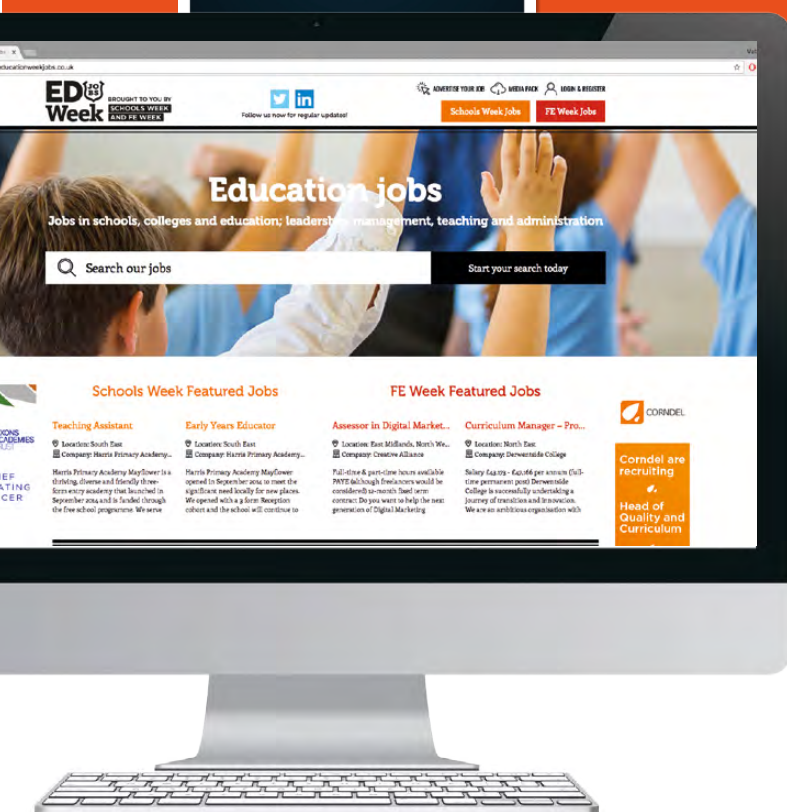 educationweekjobs.co.uk
ED JOBS
Week
BROUGHT TO YOU BY
SCHOOLS WEEK
AND FE WEEK
Follow us now for regular updates!
ADVERTISE YOUR JOB MEDIA PACK LOGIN & REGISTER
Schools Week Jobs FE Week Jobs
Education jobs
Jobs in schools, colleges and education; leadership, management, teaching and administration
Search our jobs
Start your search today
Schools Week Featured Jobs
Teaching Assistant
Location: South East
Company: Harris Primary Academy...
Harris Primary Academy Mayflower is a
thriving, diverse and friendly three-
form entry academy that launched in
September 2014 and is funded through
the free school programme. We serve
Early Years Educator
Location: South East
Company: Harris Primary Academy...
Harris Primary Academy Mayflower
opened in September 2014 to meet the
significant need locally for new places.
We opened with a 3 form Reception
cohort and the school will continue to
FE Week Featured Jobs
Assessor in Digital Market...
Location: East Midlands, North We...
Company: Creative Alliance
Full-time & part-time hours available
PAYE (although freelancers would be
considered) 12-month fixed term
contract Do you want to help the next
generation of Digital Marketing
Curriculum Manager – Pro...
Location: North East
Company: Derwentside College
Salary per annum (full-
time permanent post) Derwentside
College is successfully undertaking a
journey of transition and innovation.
We are an ambitious organisation with
CORNDEL
Corndel are
recruiting
Head of
Quality and
Curriculum